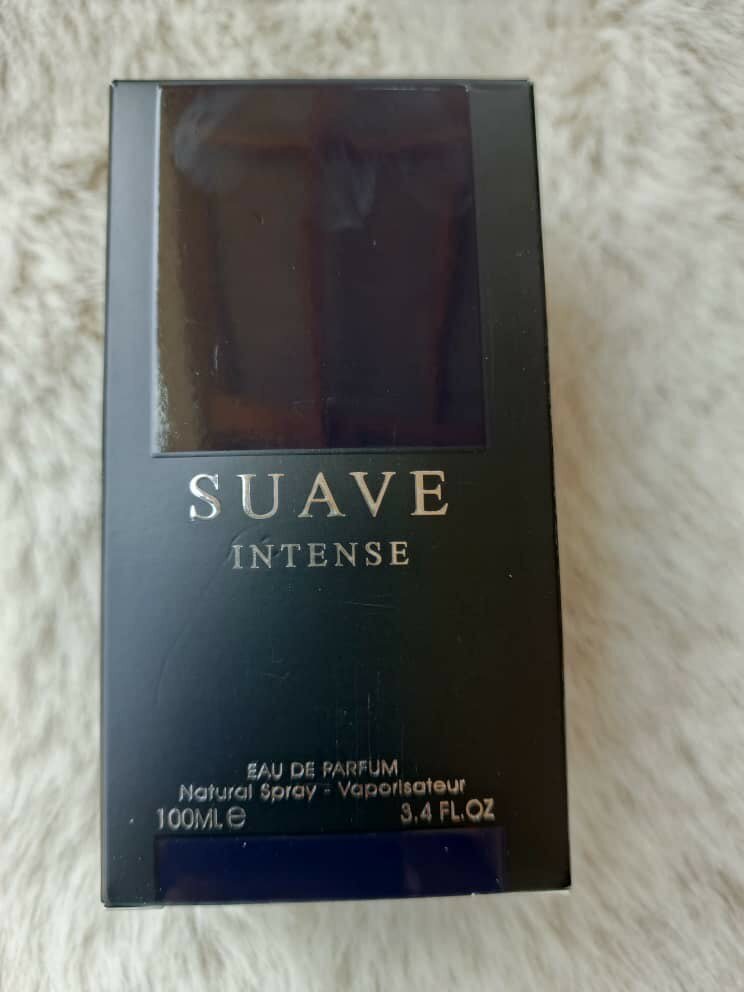 SUAVE
INTENSE
EAU DE PARFUM
Natural Spray - Vaporisateur
100ML ℮ 3.4 FL.OZ